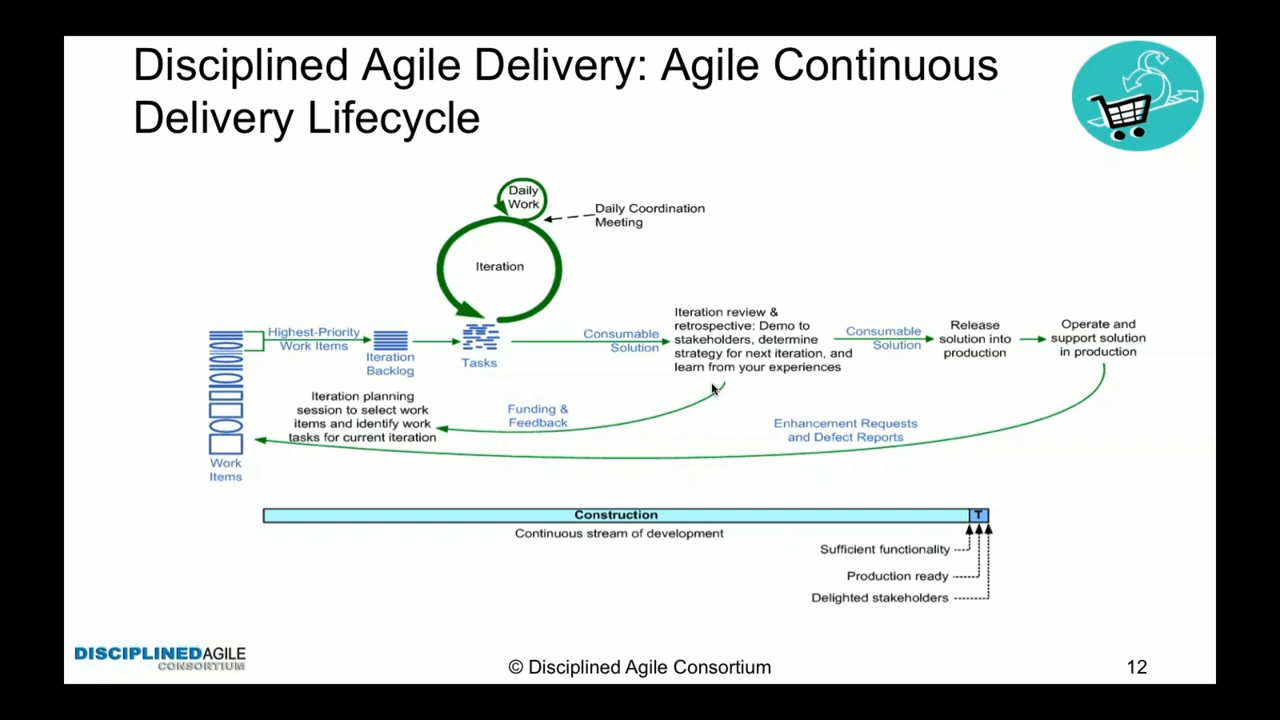 Disciplined Agile Delivery: Agile Continuous
Delivery Lifecycle
Daily
Work
Daily Coordination
Meeting
Iteration
Highest-Priority
Work Items
Iteration
Backlog
Tasks
Consumable
Solution
Iteration review &
retrospective: Demo to
stakeholders, determine
strategy for next iteration, and
learn from your experiences
Consumable
Solution
Release
solution into
production
Operate and
support solution
in production
Iteration planning
session to select work
items and identify work
tasks for current iteration
Funding &
Feedback
Enhancement Requests
and Defect Reports
Work
Items
Construction
T
Continuous stream of development
Sufficient functionality
Production ready
Delighted stakeholders
DISCIPLINEDAGILE
CONSORTIUM
© Disciplined Agile Consortium
12